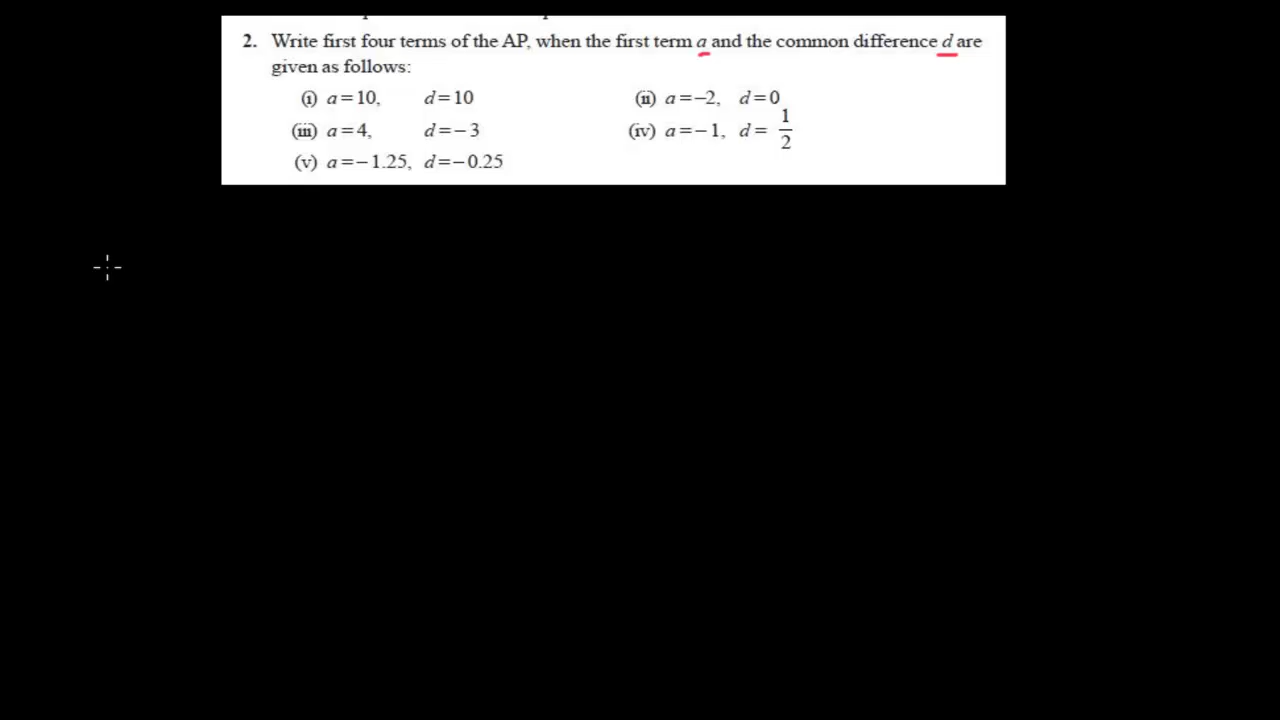 2. Write first four terms of the AP, when the first term a and the common difference d are
given as follows:
(i) a=10, d=10 (ii) a=–2, d=0
(iii) a=4, d=–3 (iv) a=–1, d= 1/2
(v) a=–1.25, d=–0.25